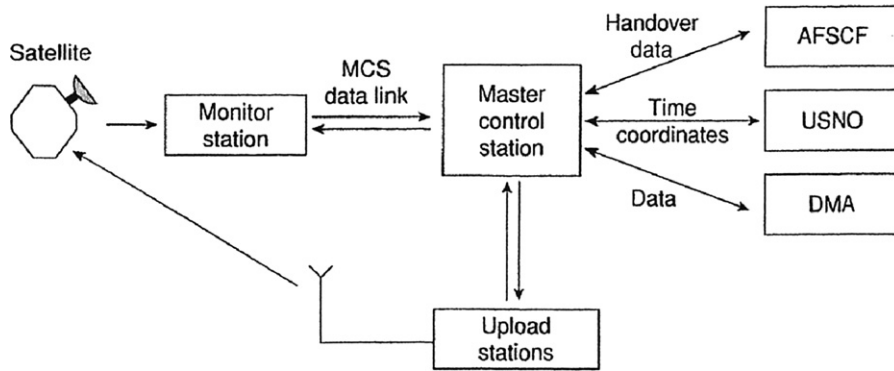 Satellite
Monitor
station
MCS
data link
Master
control
station
Handover
data
AFSCF
Time
coordinates
USNO
Data
DMA
Upload
stations